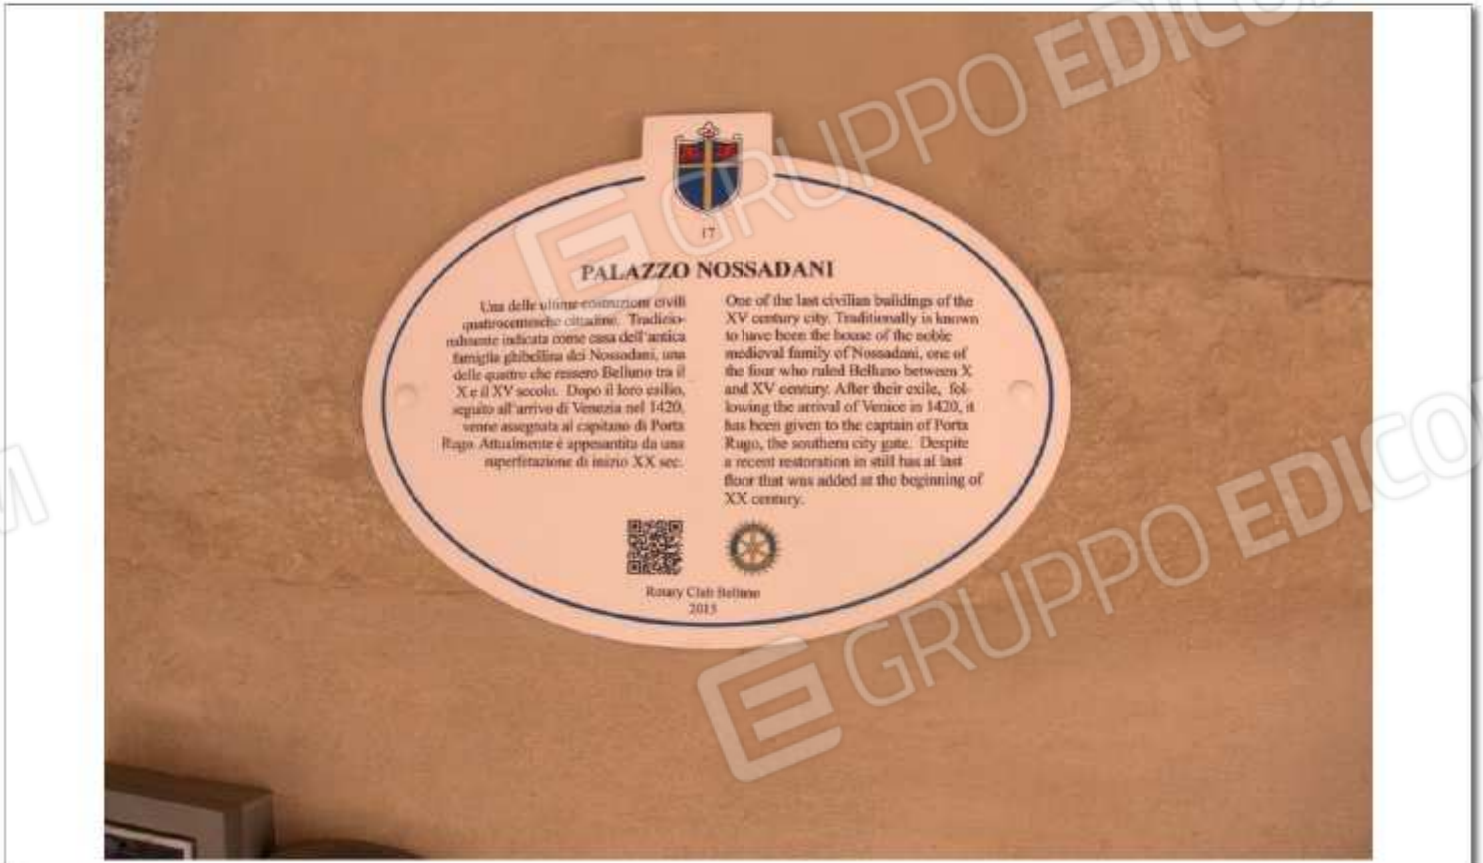 17
PALAZZO NOSSADANI
Una delle ultime costruzioni civili
quattrocentesche cittadine. Tradizio-
nalmente indicata come casa dell'antica
famiglia ghibellina dei Nossadani, una
delle quattro che ressero Belluno tra il
X e il XV secolo. Dopo il loro esilio,
seguito all'arrivo di Venezia nel 1420,
venne assegnata al capitano di Porta
Rugo. Attualmente è appesantita da una
superfetazione di inizio XX sec.
One of the last civilian buildings of the
XV century city. Traditionally is known
to have been the house of the noble
medieval family of Nossadani, one of
the four who ruled Belluno between X
and XV century. After their exile, fol-
lowing the arrival of Venice in 1420, it
has been given to the captain of Porta
Rugo, the southern city gate. Despite
a recent restoration in still has al last
floor that was added at the beginning of
XX century.
Rotary Club Belluno
2015
GRUPPO EDICOM
GRUPPO EDICOM
M